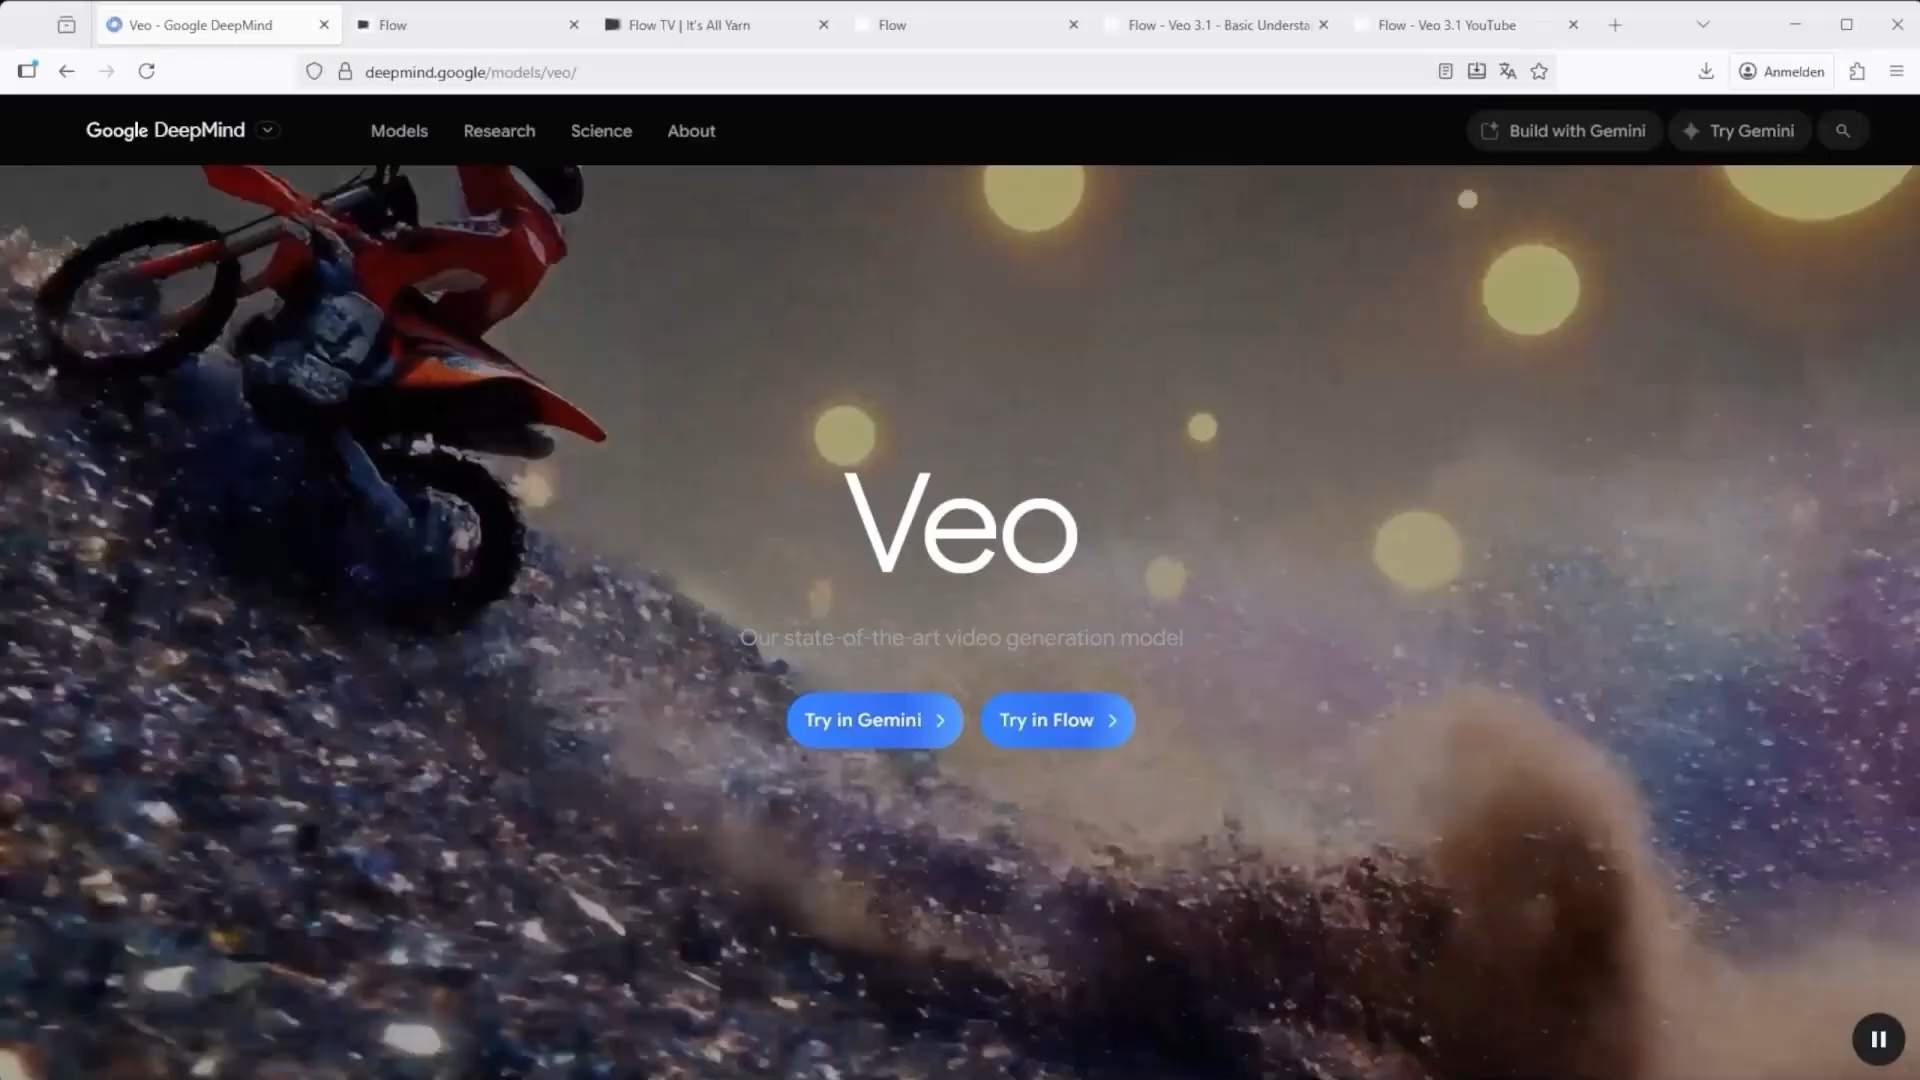 Veo - Google DeepMind
Flow
Flow TV | It's All Yarn
Flow
Flow - Veo 3.1 - Basic Understa
Flow - Veo 3.1 YouTube
deepmind.google/models/veo/
Anmelden
Google DeepMind
Models
Research
Science
About
Build with Gemini
Try Gemini
Veo
Our state-of-the-art video generation model
Try in Gemini
Try in Flow